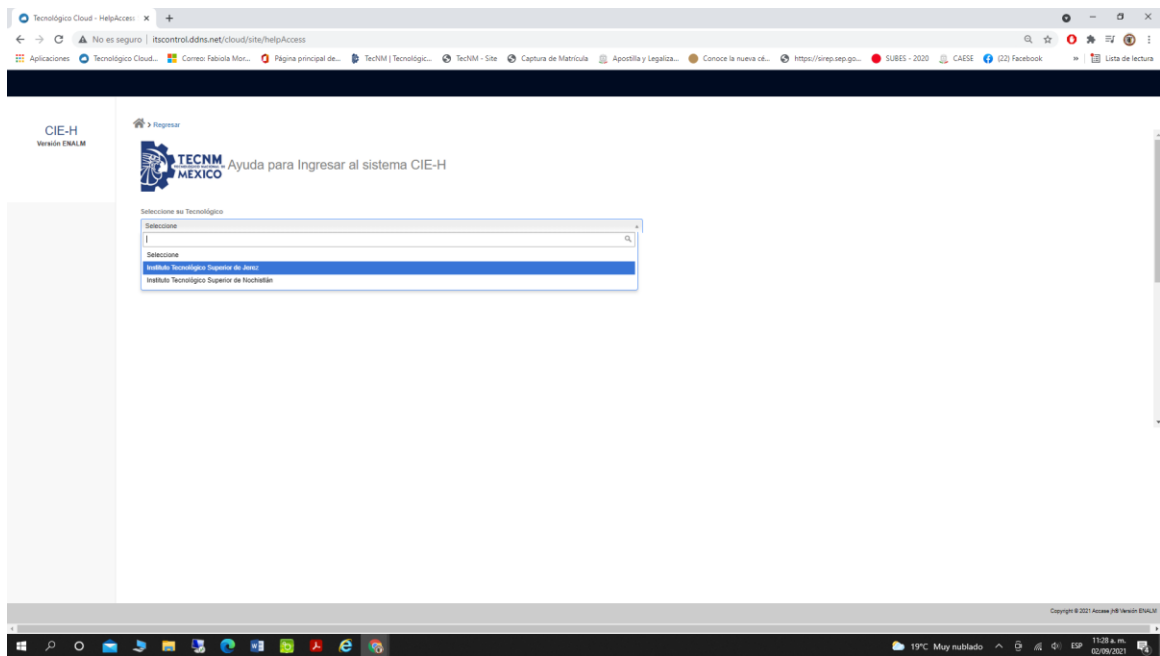 Tecnológico Cloud - HelpAccess
No es seguro | itscontrol.ddns.net/cloud/site/helpAccess
Aplicaciones Tecnológico Cloud... Correo: Fabiola Mor... Página principal de... TecNM | Tecnológic... TecNM - Site Captura de Matrícula Apostilla y Legaliza... Conoce la nueva cé... https://sirep.sep.go... SUBES - 2020 CAESE (22) Facebook » Lista de lectura
CIE-H
Versión ENALM
> Regresar
TECNM
MÉXICO
Ayuda para Ingresar al sistema CIE-H
Seleccione su Tecnológico
Seleccione
Seleccione
Instituto Tecnológico Superior de Jerez
Instituto Tecnológico Superior de Nochistlán
Copyright © 2021 Versión ENALM
19°C Muy nublado ESP 11:28 a. m.
02/09/2021